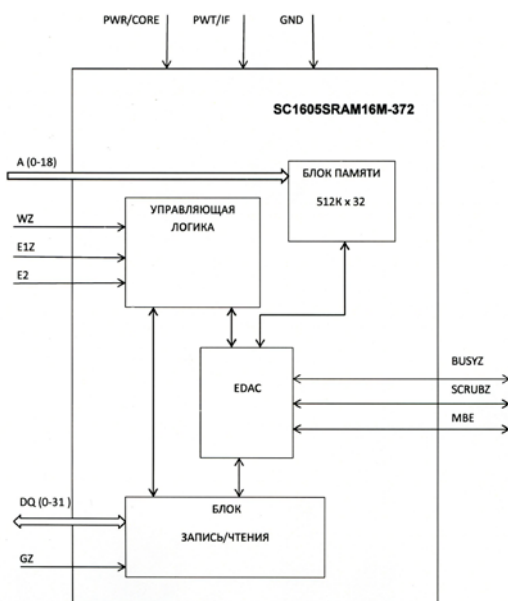 PWR/CORE PWT/IF GND
SC1605SRAM16M-372
A (0-18)
БЛОК ПАМЯТИ
512K x 32
УПРАВЛЯЮЩАЯ
ЛОГИКА
WZ
E1Z
E2
EDAC
BUSYZ
SCRUBZ
MBE
DQ (0-31 )
БЛОК
ЗАПИСЬ/ЧТЕНИЯ
GZ